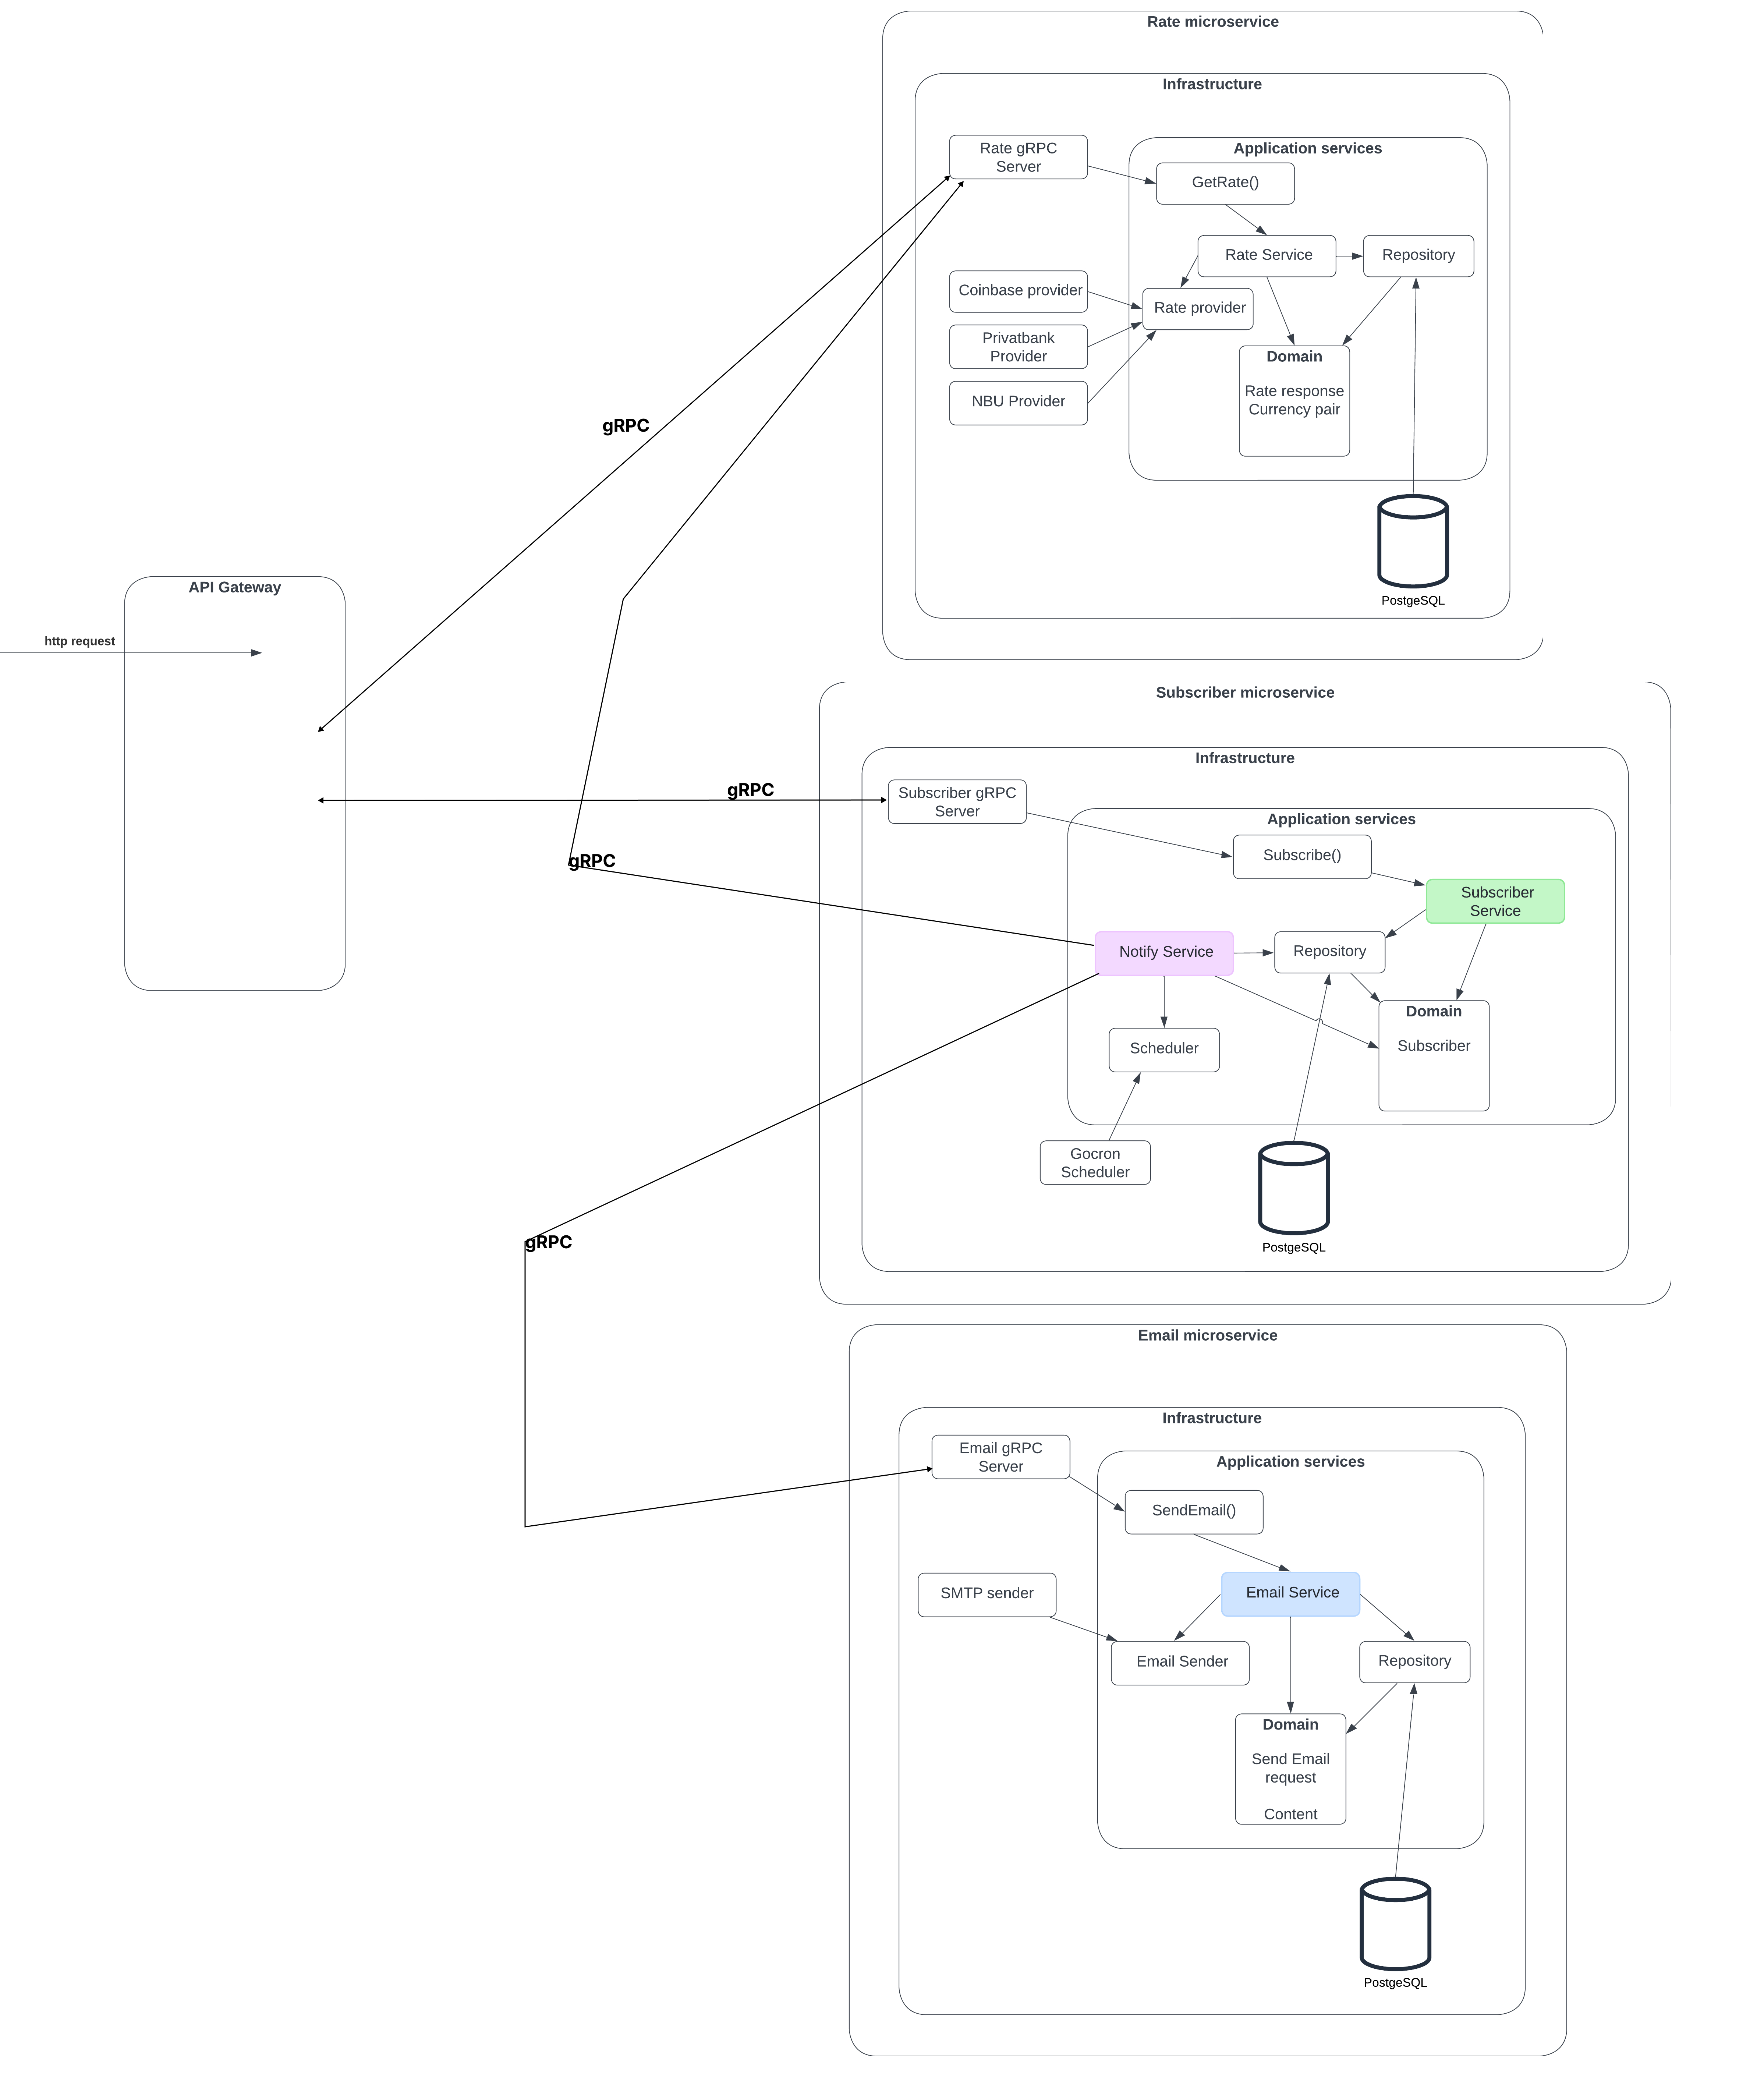 Rate microservice
Infrastructure
Rate gRPC
Server
Application services
GetRate()
Rate Service
Repository
Coinbase provider
Rate provider
Privatbank
Provider
NBU Provider
Domain
Rate response
Currency pair
PostgeSQL
gRPC
API Gateway
http request
Subscriber microservice
Infrastructure
gRPC
Subscriber gRPC
Server
Application services
Subscribe()
gRPC
Subscriber
Service
Notify Service
Repository
Domain
Subscriber
Scheduler
Gocron
Scheduler
PostgeSQL
gRPC
Email microservice
Infrastructure
Email gRPC
Server
Application services
SendEmail()
SMTP sender
Email Service
Email Sender
Repository
Domain
Send Email
request
Content
PostgeSQL